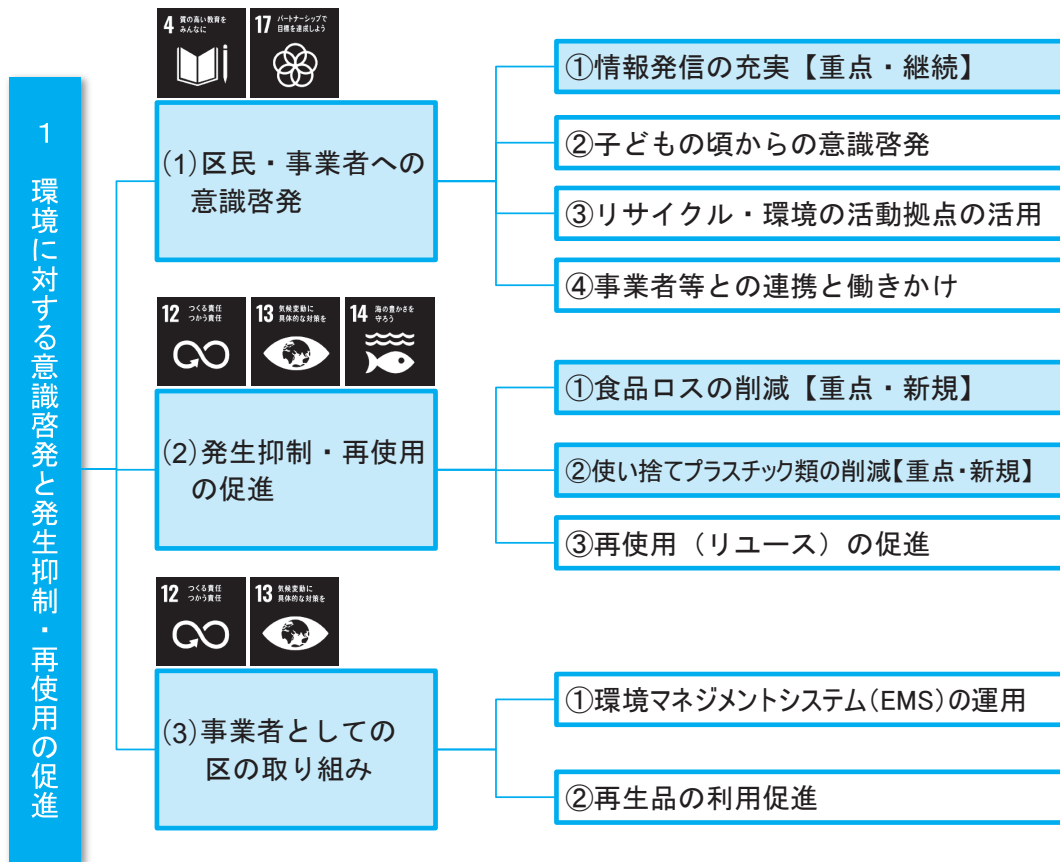 1 環境に対する意識啓発と発生抑制・再使用の促進
4 質の高い教育を
みんなに
17 パートナーシップで
目標を達成しよう
(1)区民・事業者への
意識啓発
①情報発信の充実【重点・継続】
②子どもの頃からの意識啓発
③リサイクル・環境の活動拠点の活用
④事業者等との連携と働きかけ
12 つくる責任
つかう責任
13 気候変動に
具体的な対策を
14 海の豊かさを
守ろう
(2)発生抑制・再使用
の促進
①食品ロスの削減【重点・新規】
②使い捨てプラスチック類の削減【重点・新規】
③再使用（リユース）の促進
12 つくる責任
つかう責任
13 気候変動に
具体的な対策を
(3)事業者としての
区の取り組み
①環境マネジメントシステム(EMS)の運用
②再生品の利用促進